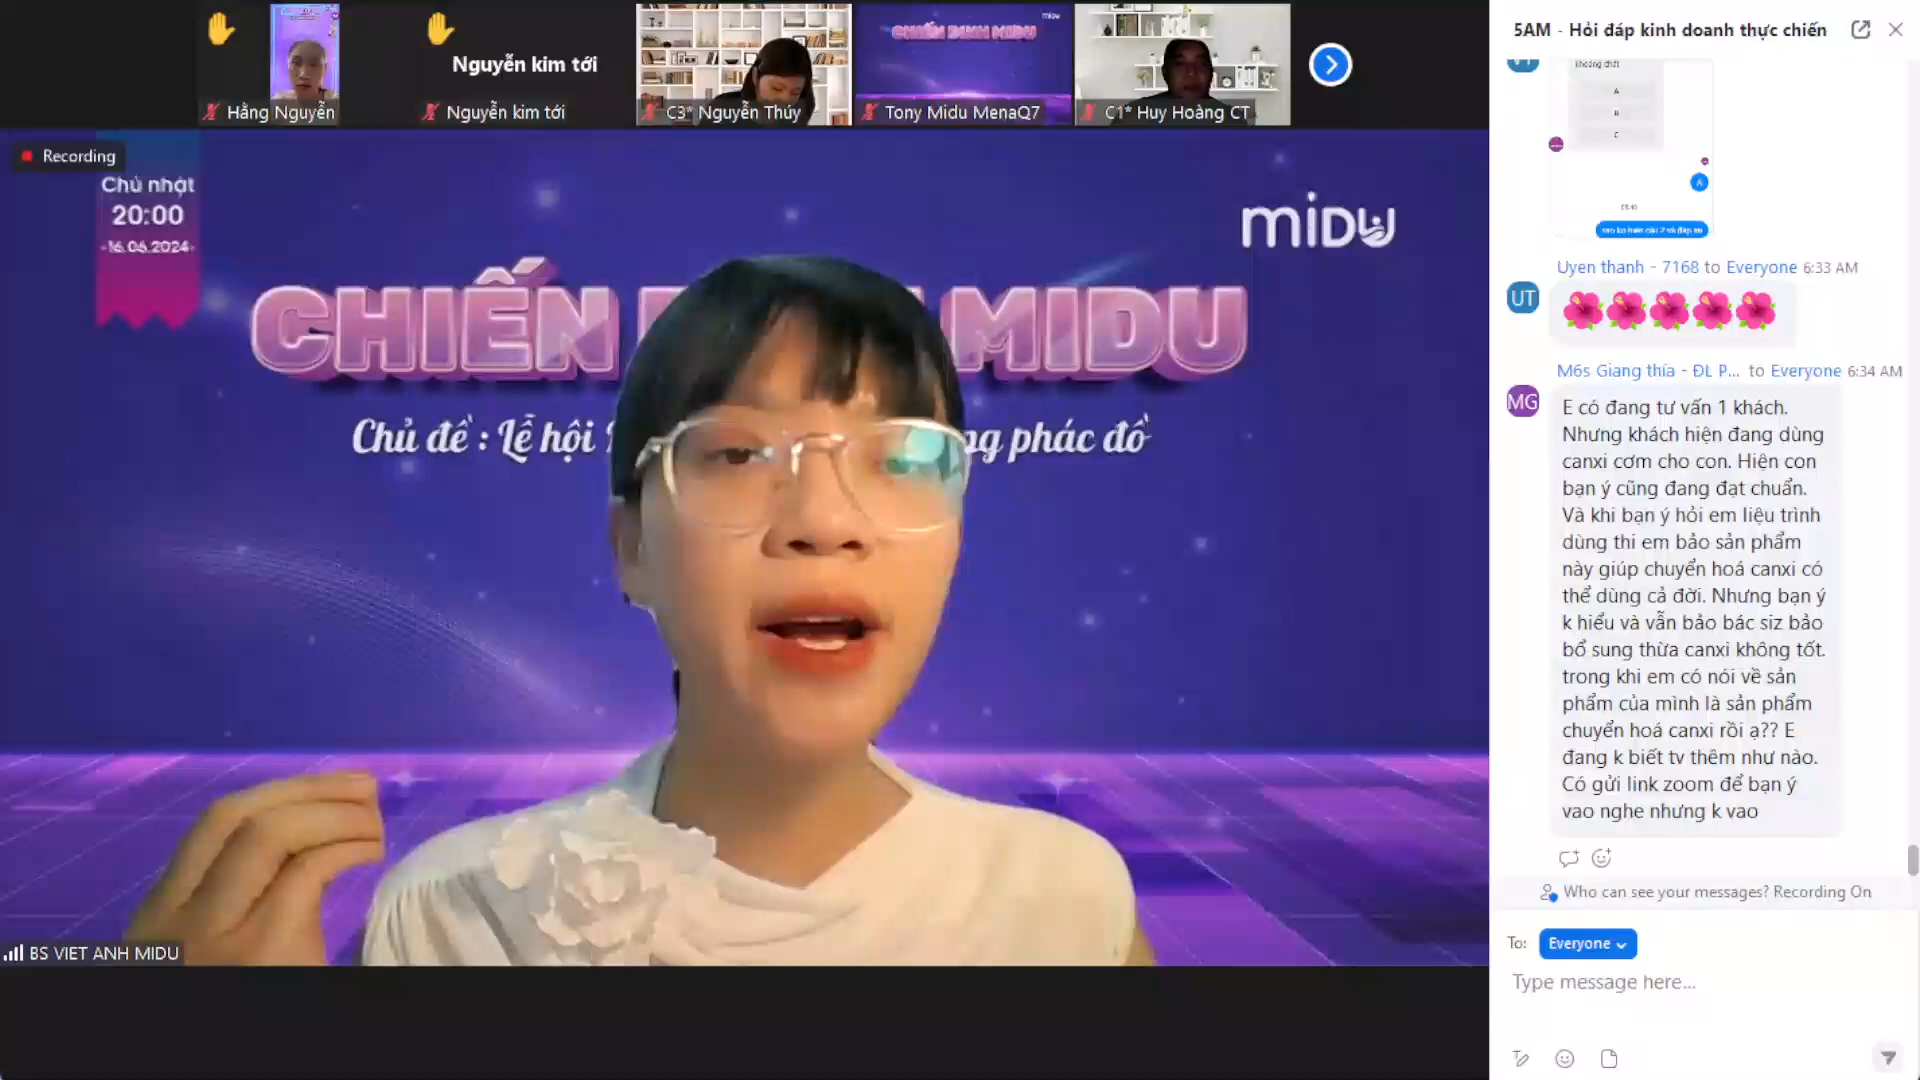 Nguyễn kim tới
Hằng Nguyễn
Nguyễn kim tới
C3* Nguyễn Thúy
CHIẾN BINH MIDU
MIDU
Tony Midu MenaQ7
C1* Huy Hoàng CT
Recording
Chủ nhật
20:00
-16.06.2024-
MIDU
CHIẾN MIDU
Chủ đề : Lễ hội ng phác đồ
BS VIET ANH MIDU
5AM - Hỏi đáp kinh doanh thực chiến
khoáng chất
A
B
C
A
Uyen thanh - 7168 to Everyone 6:33 AM
UT
M6s Giang thía - ĐL P... to Everyone 6:34 AM
MG
E có đang tư vấn 1 khách.
Nhưng khách hiện đang dùng
canxi cơm cho con. Hiện con
bạn ý cũng đang đạt chuẩn.
Và khi bạn ý hỏi em liệu trình
dùng thi em bảo sản phẩm
này giúp chuyển hoá canxi có
thể dùng cả đời. Nhưng bạn ý
k hiểu và vẫn bảo bác siz bảo
bổ sung thừa canxi không tốt.
trong khi em có nói về sản
phẩm của mình là sản phẩm
chuyển hoá canxi rồi ạ?? E
đang k biết tv thêm như nào.
Có gửi link zoom để bạn ý
vao nghe nhưng k vao
Who can see your messages? Recording On
To: Everyone
Type message here...